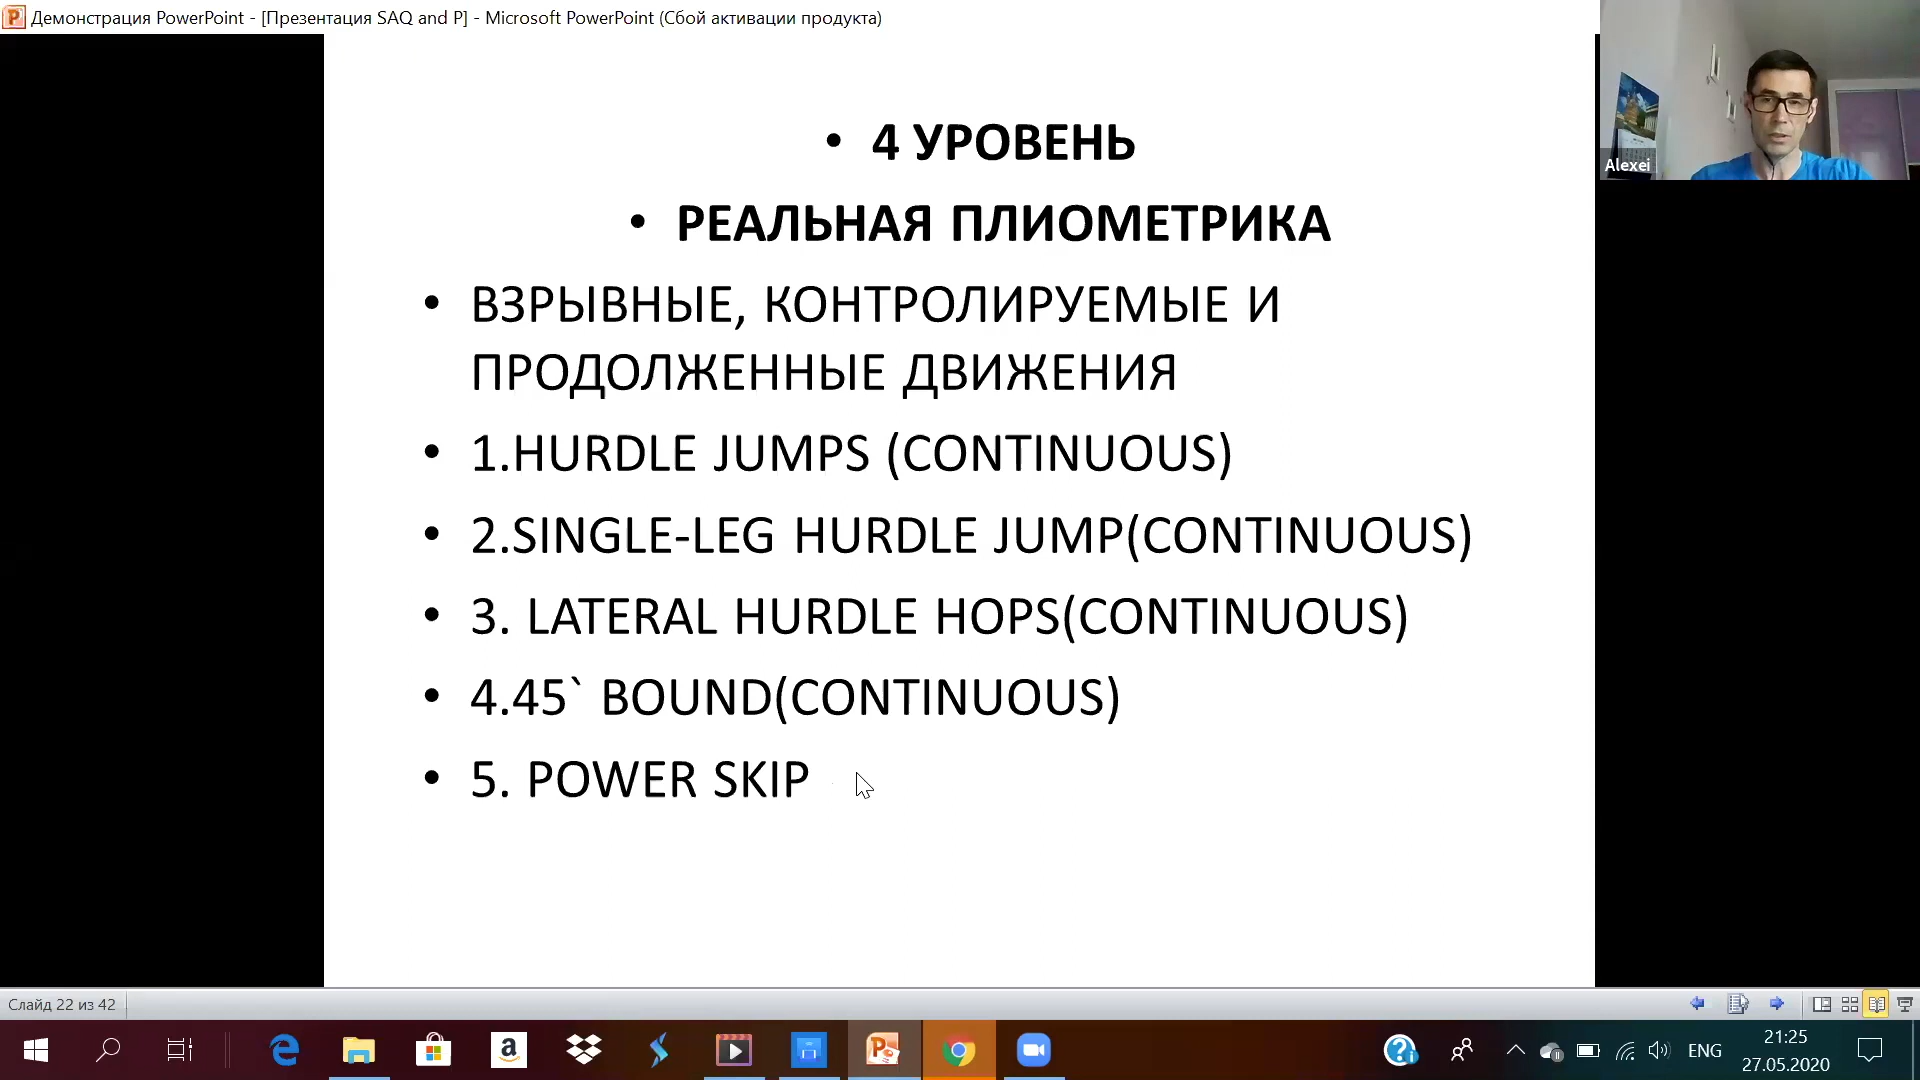 Демонстрация PowerPoint - [Презентация SAQ and P] - Microsoft PowerPoint (Сбой активации продукта)
Alexei
• 4 УРОВЕНЬ
• РЕАЛЬНАЯ ПЛИОМЕТРИКА
• ВЗРЫВНЫЕ, КОНТРОЛИРУЕМЫЕ И
ПРОДОЛЖЕННЫЕ ДВИЖЕНИЯ
• 1.HURDLE JUMPS (CONTINUOUS)
• 2.SINGLE-LEG HURDLE JUMP(CONTINUOUS)
• 3. LATERAL HURDLE HOPS(CONTINUOUS)
• 4.45` BOUND(CONTINUOUS)
• 5. POWER SKIP
Слайд 22 из 42
ENG
21:25
27.05.2020